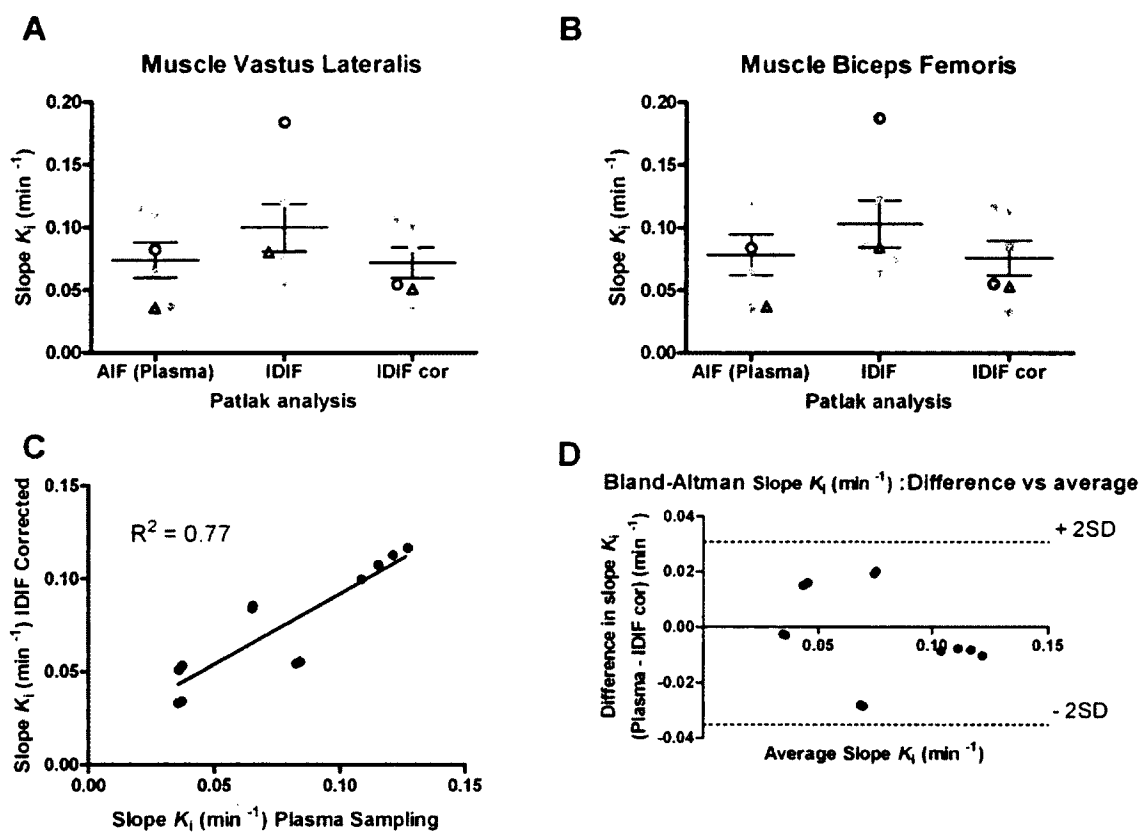 A
Muscle Vastus Lateralis
Slope Ki (min -1)
0.20
0.15
0.10
0.05
0.00
AIF (Plasma)
IDIF
IDIF cor
Patlak analysis
B
Muscle Biceps Femoris
Slope Ki (min -1)
0.20
0.15
0.10
0.05
0.00
AIF (Plasma)
IDIF
IDIF cor
Patlak analysis
C
Slope Ki (min -1) IDIF Corrected
0.15
0.10
0.05
0.00
R2 = 0.77
0.00
0.05
0.10
0.15
Slope Ki (min -1) Plasma Sampling
D
Bland-Altman Slope Ki (min -1) :Difference vs average
Difference in slope Ki
(Plasma - IDIF cor) (min -1)
0.04
0.02
0.00
-0.02
-0.04
+ 2SD
0.05
0.10
0.15
- 2SD
Average Slope Ki (min -1)